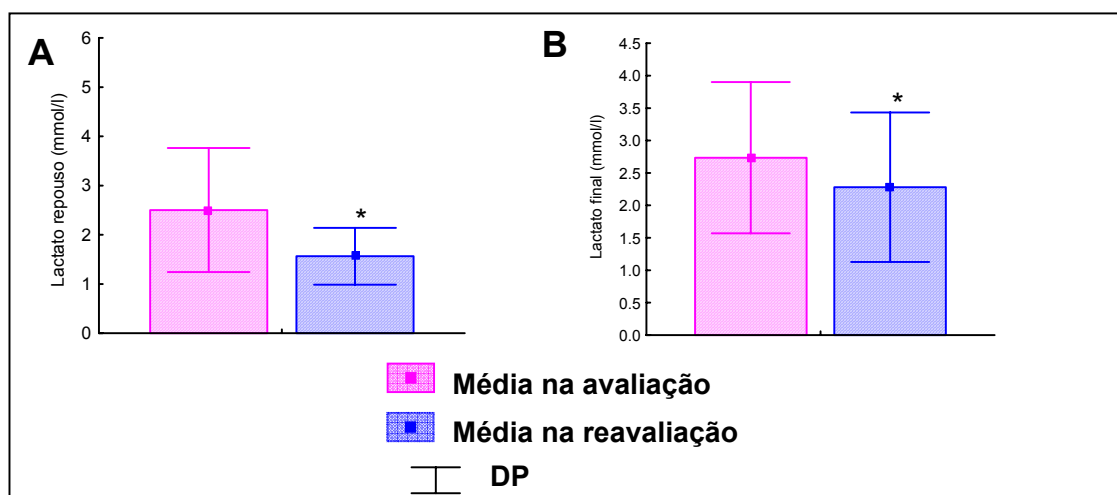 A
Lactato repouso (mmol/l)
6
5
4
3
2
1
0
*
B
Lactato final (mmol/l)
4.5
4.0
3.5
3.0
2.5
2.0
1.5
1.0
0.5
0.0
*
Média na avaliação
Média na reavaliação
DP